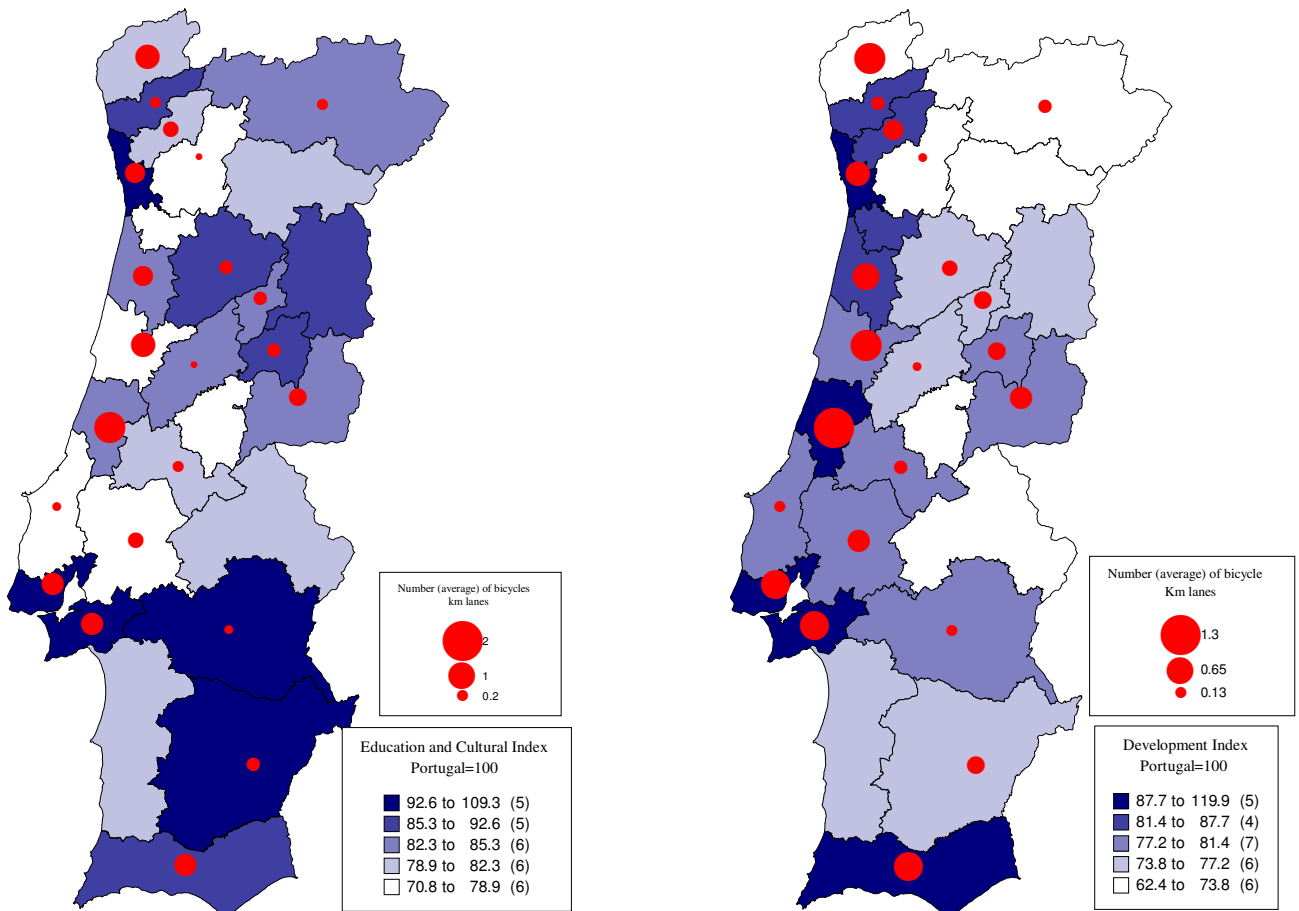 Number (average) of bicycles
km lanes
2
1
0.2
Education and Cultural Index
Portugal=100
92.6 to 109.3 (5)
85.3 to 92.6 (5)
82.3 to 85.3 (6)
78.9 to 82.3 (6)
70.8 to 78.9 (6)
Number (average) of bicycle
Km lanes
1.3
0.65
0.13
Development Index
Portugal=100
87.7 to 119.9 (5)
81.4 to 87.7 (4)
77.2 to 81.4 (7)
73.8 to 77.2 (6)
62.4 to 73.8 (6)